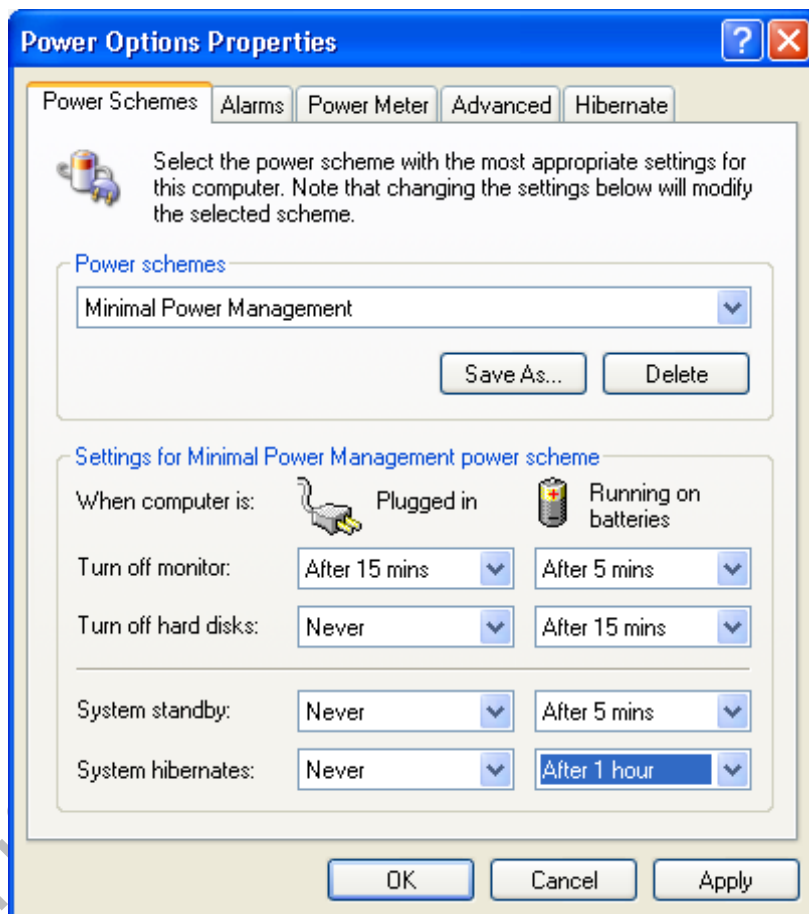 Power Options Properties
Power Schemes Alarms Power Meter Advanced Hibernate
Select the power scheme with the most appropriate settings for
this computer. Note that changing the settings below will modify
the selected scheme.
Power schemes
Minimal Power Management
Save As... Delete
Settings for Minimal Power Management power scheme
When computer is: Plugged in Running on
batteries
Turn off monitor: After 15 mins After 5 mins
Turn off hard disks: Never After 15 mins
System standby: Never After 5 mins
System hibernates: Never After 1 hour
OK Cancel Apply